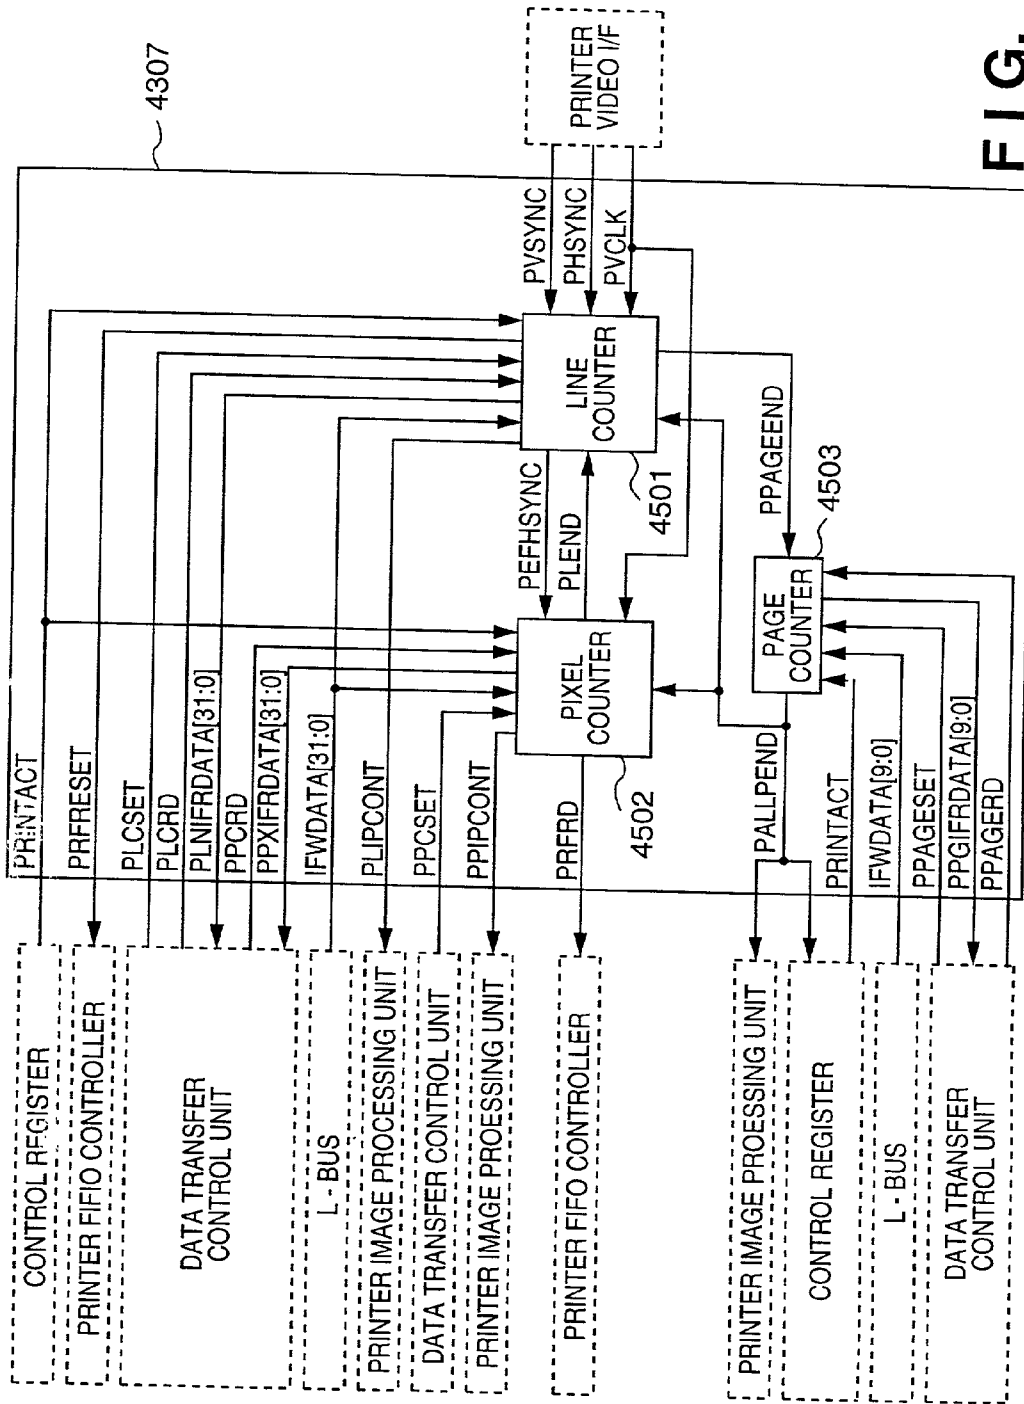 4307
PRINTACT
PRFRESET
PLCSET
PLCRD
PLNIFRDATA[31:0]
PPCRD
PPXIFRDATA[31:0]
IFWDATA[31:0]
PLIPCONT
PPCSET
PPIPCONT
PRFRD
PALLPEND
PRINTACT
IFWDATA[9:0]
PPAGESET
PPGIFRDATA[9:0]
PPAGERD
CONTROL REGISTER
PRINTER FIFIO CONTROLLER
DATA TRANSFER
CONTROL UNIT
L - BUS
PRINTER IMAGE PROCESSING UNIT
DATA TRANSFER CONTROL UNIT
PRINTER IMAGE PROESSING UNIT
PRINTER FIFO CONTROLLER
PRINTER IMAGE PROESSING UNIT
CONTROL REGISTER
L - BUS
DATA TRANSFER
CONTROL UNIT
PIXEL
COUNTER
4502
PEFHSYNC
PLEND
LINE
COUNTER
4501
PVSYNC
PHSYNC
PVCLK
PRINTER
VIDEO I/F
PPAGEEND
PAGE
COUNTER
4503
FIG.